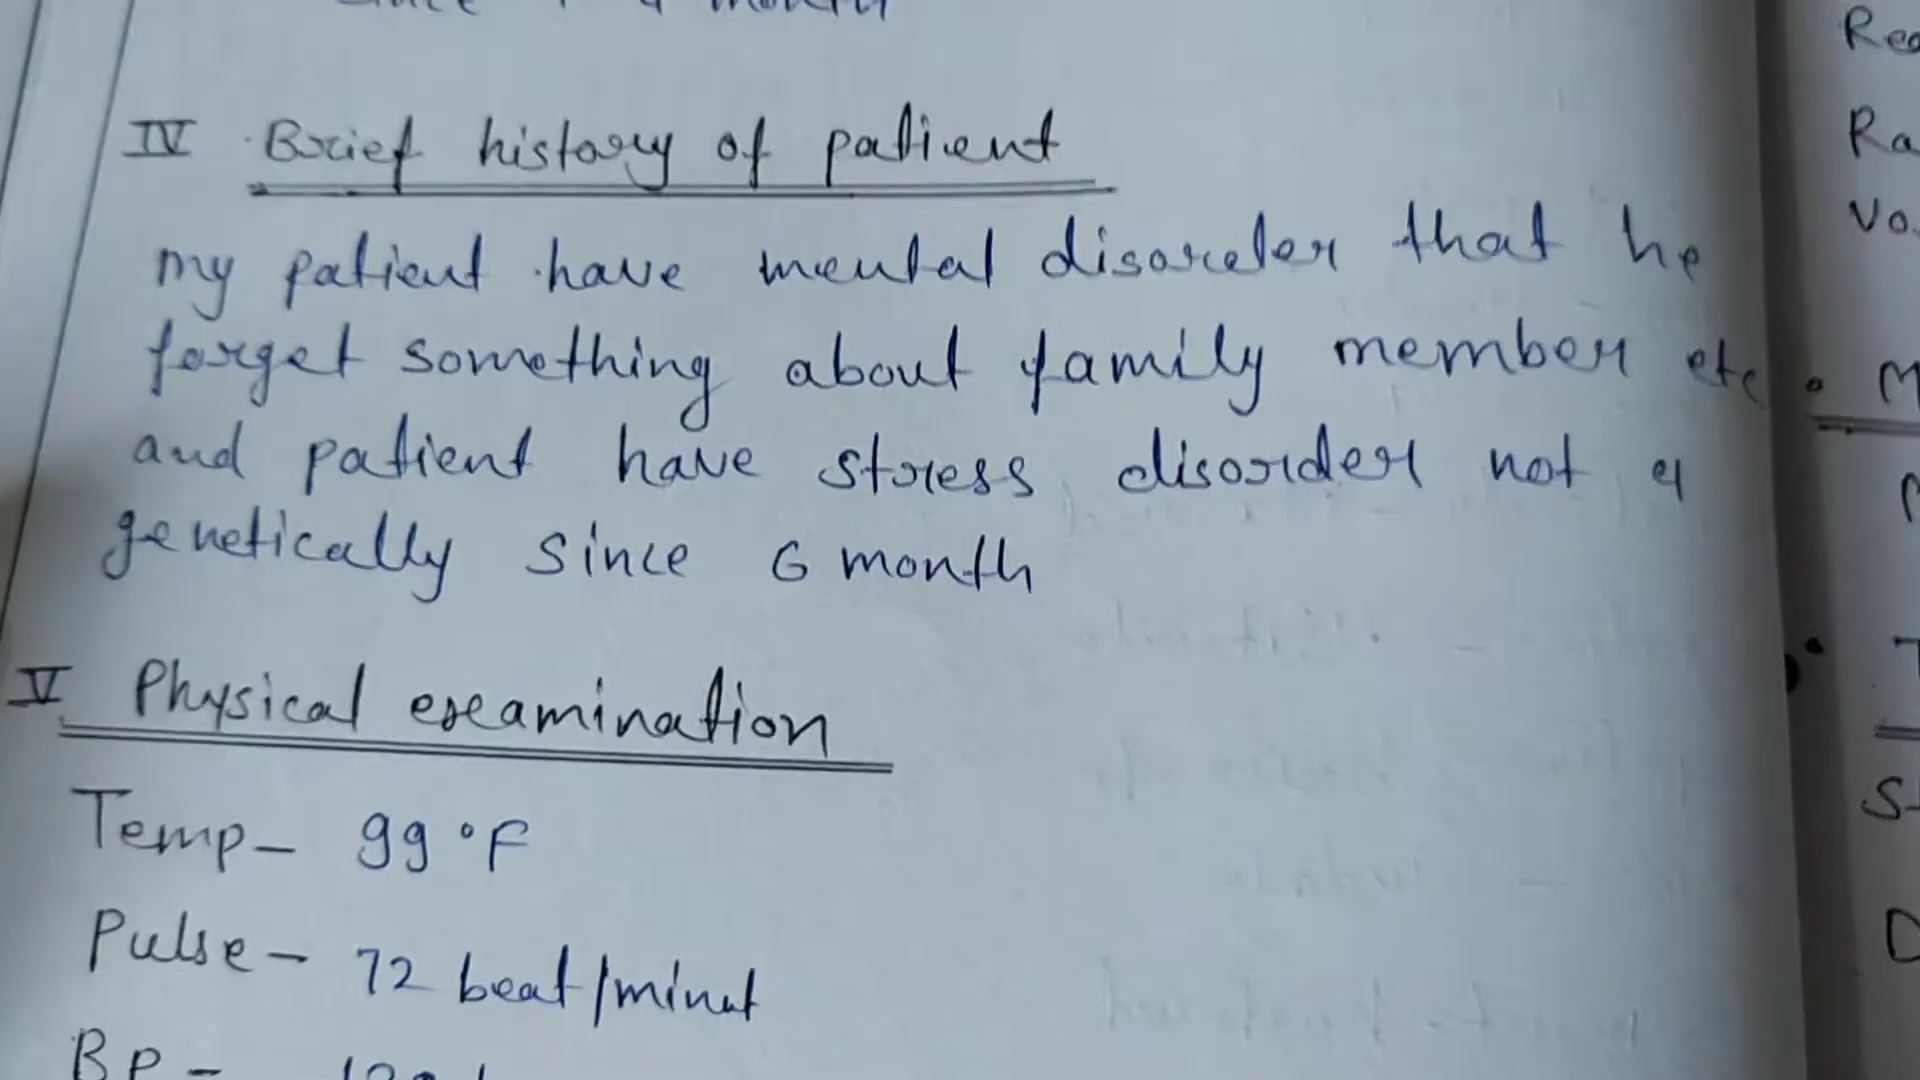 IV Brief history of patient
my patient have mental disorder that he
forget something about family member etc
and patient have stress disorder not a
genetically since 6 month
V Physical examination
Temp- 99 °F
Pulse- 72 beat/minut
BP -